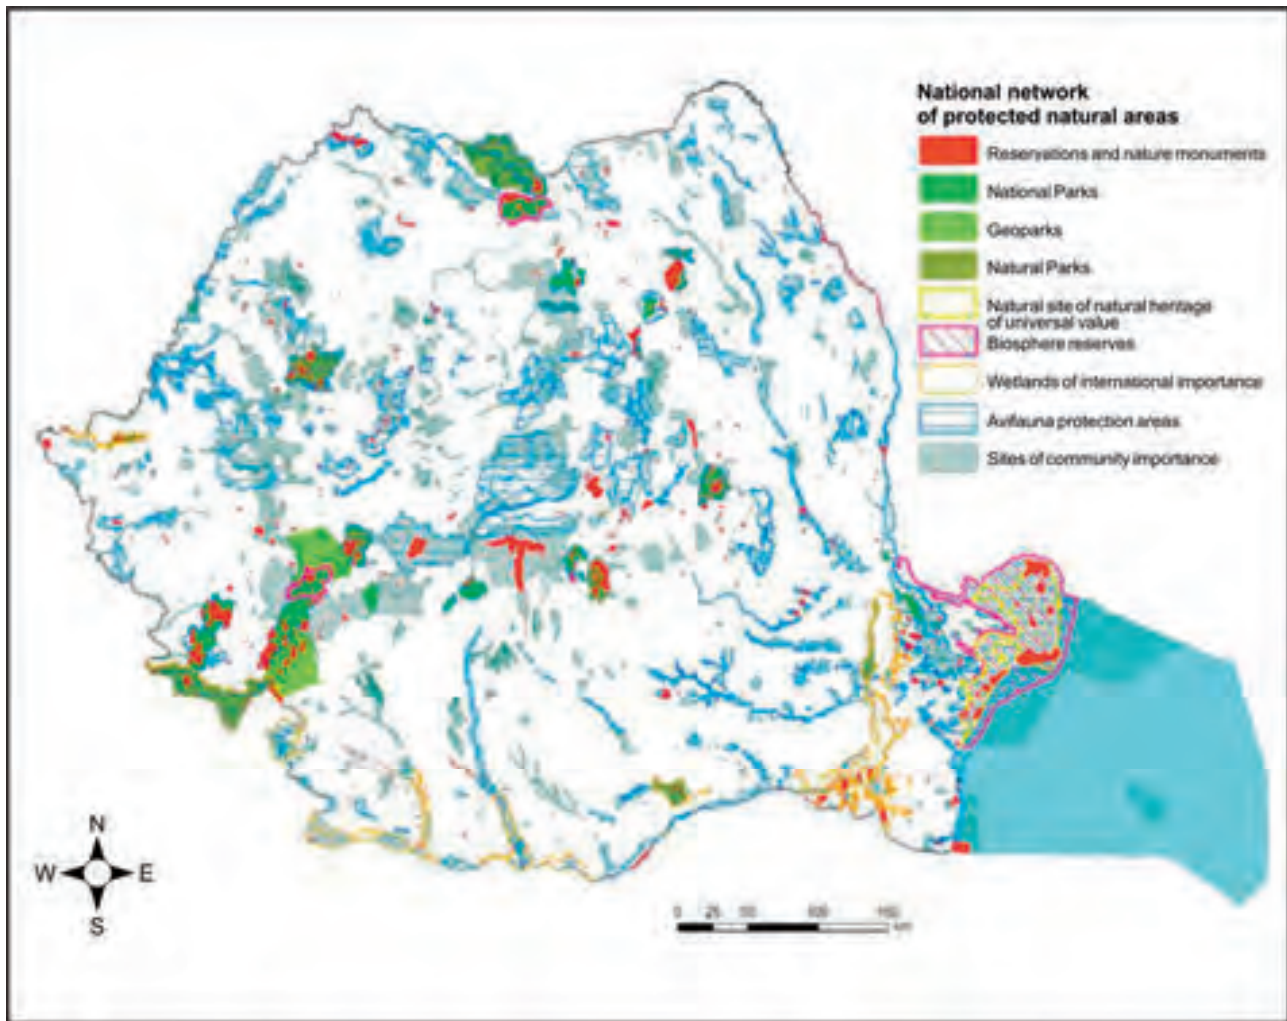 National network
of protected natural areas
Reservations and nature monuments
National Parks
Geoparks
Natural Parks
Natural site of natural heritage
of universal value
Biosphere reserves
Wetlands of international importance
Avifauna protection areas
Sites of community importance
N
W E
S
0 25 50 100 150
km